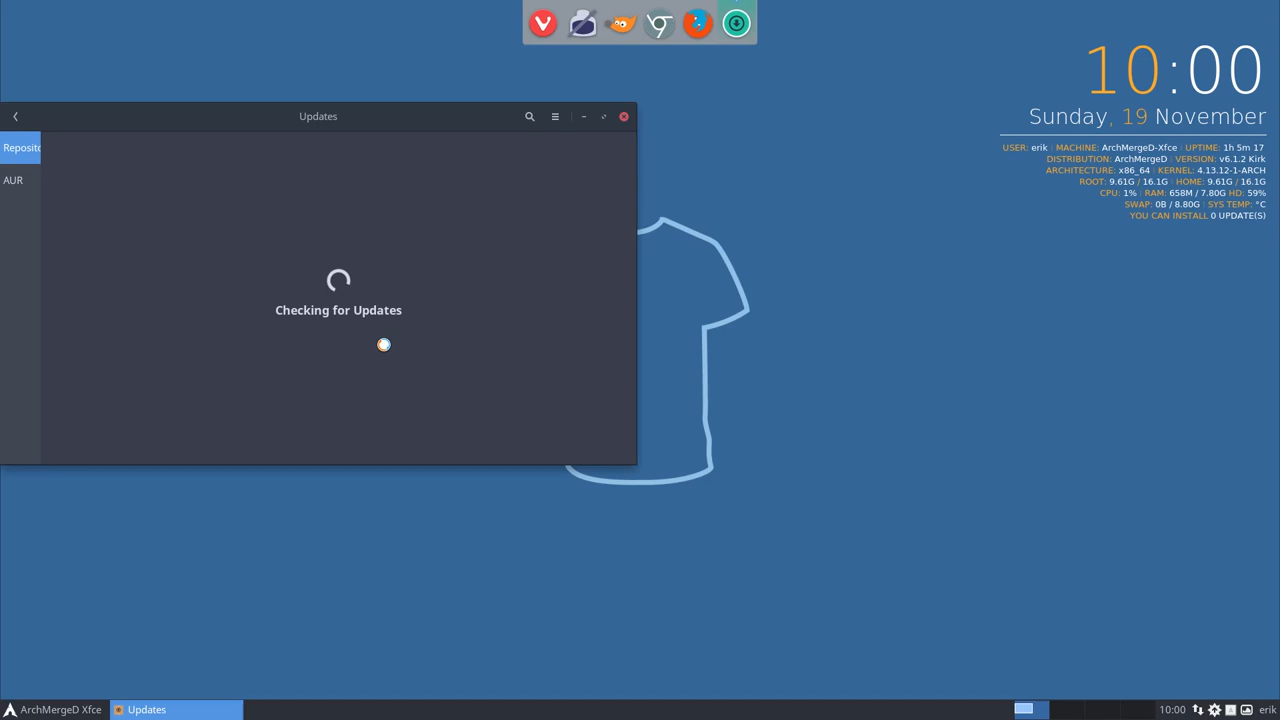 Updates
Reposito
AUR
Checking for Updates
10:00
Sunday, 19 November
USER: erik | MACHINE: ArchMergeD-Xfce | UPTIME: 1h 5m 17
DISTRIBUTION: ArchMergeD | VERSION: v6.1.2 Kirk
ARCHITECTURE: x86_64 | KERNEL: 4.13.12-1-ARCH
ROOT: 9.61G / 16.1G | HOME: 9.61G / 16.1G
CPU: 1% | RAM: 658M / 7.80G HD: 59%
SWAP: 0B / 8.80G | SYS TEMP: °C
YOU CAN INSTALL 0 UPDATE(S)
ArchMergeD Xfce
Updates
10:00
erik